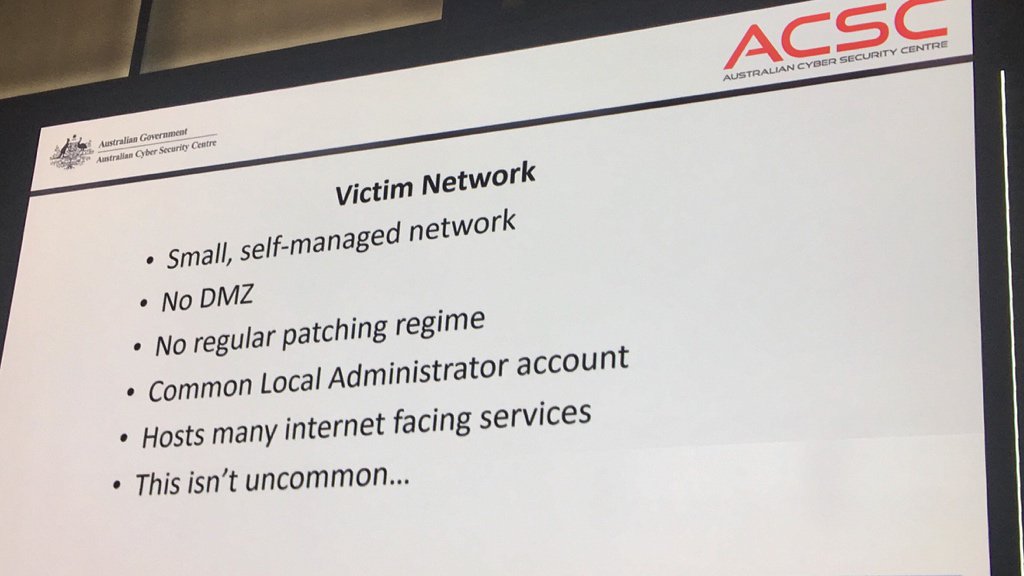 ACSC
AUSTRALIAN CYBER SECURITY CENTRE
Australian Government
Australian Cyber Security Centre
Victim Network
• Small, self-managed network
• No DMZ
• No regular patching regime
• Common Local Administrator account
• Hosts many internet facing services
• This isn't uncommon...